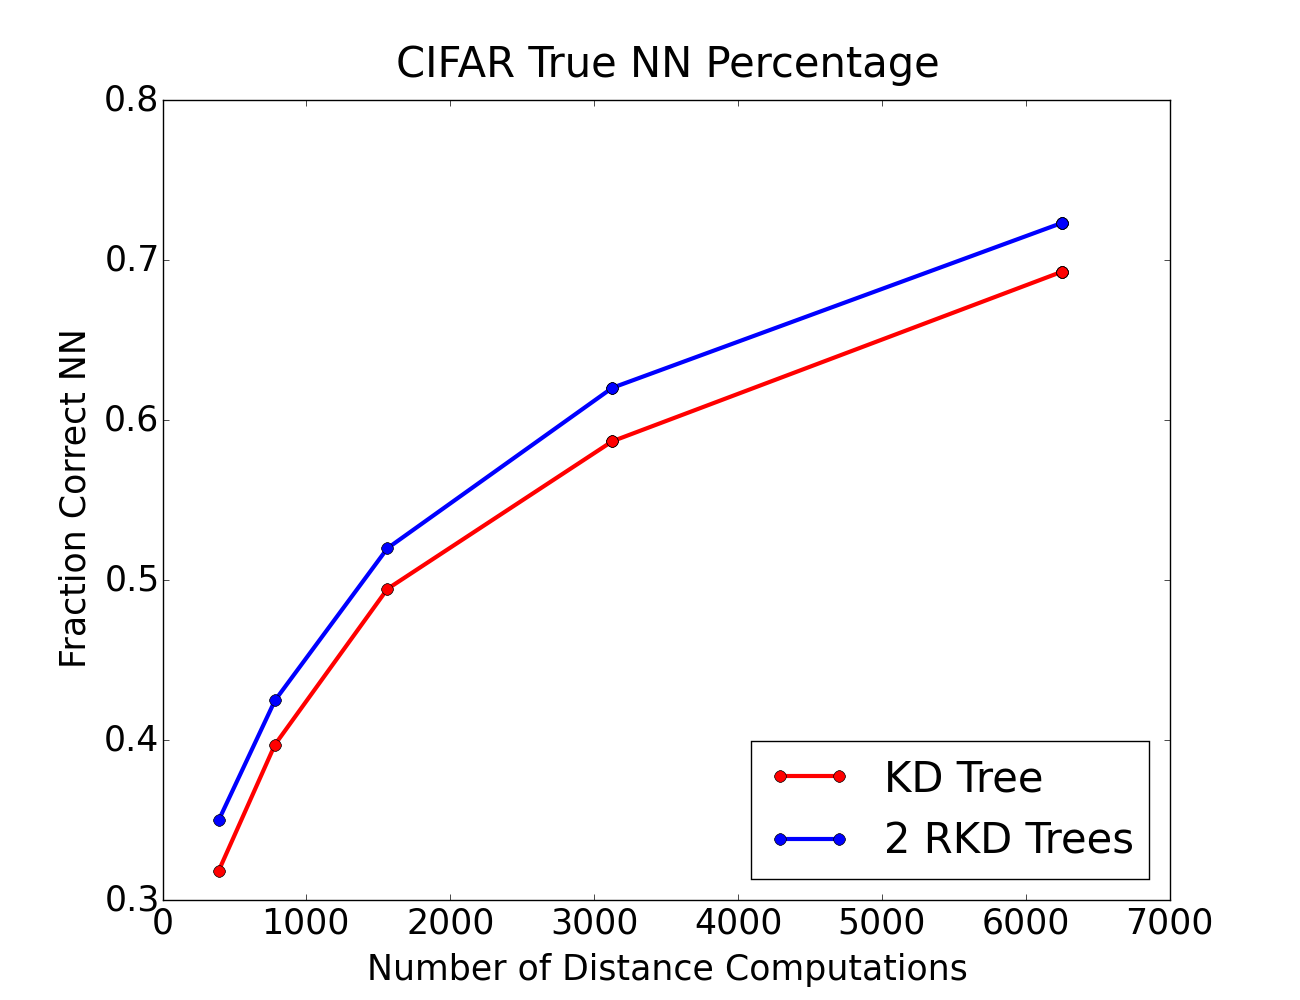 CIFAR True NN Percentage
0.8
0.7
0.6
0.5
0.4
0.3
Fraction Correct NN
KD Tree
2 RKD Trees
0 1000 2000 3000 4000 5000 6000 7000
Number of Distance Computations